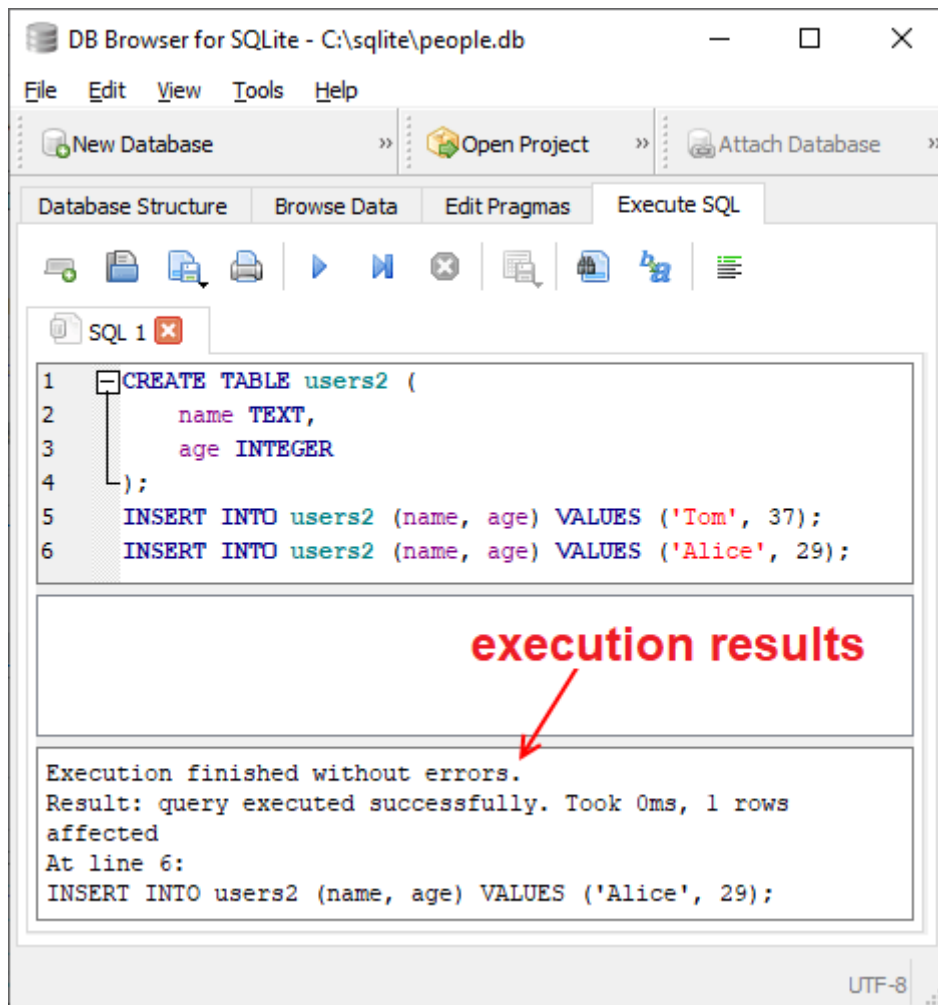 DB Browser for SQLite - C:\sqlite\people.db
File Edit View Tools Help
New Database » Open Project » Attach Database »
Database Structure Browse Data Edit Pragmas Execute SQL
SQL 1
1 CREATE TABLE users2 (
2 name TEXT,
3 age INTEGER
4 );
5 INSERT INTO users2 (name, age) VALUES ('Tom', 37);
6 INSERT INTO users2 (name, age) VALUES ('Alice', 29);
execution results
Execution finished without errors.
Result: query executed successfully. Took 0ms, 1 rows
affected
At line 6:
INSERT INTO users2 (name, age) VALUES ('Alice', 29);
UTF-8